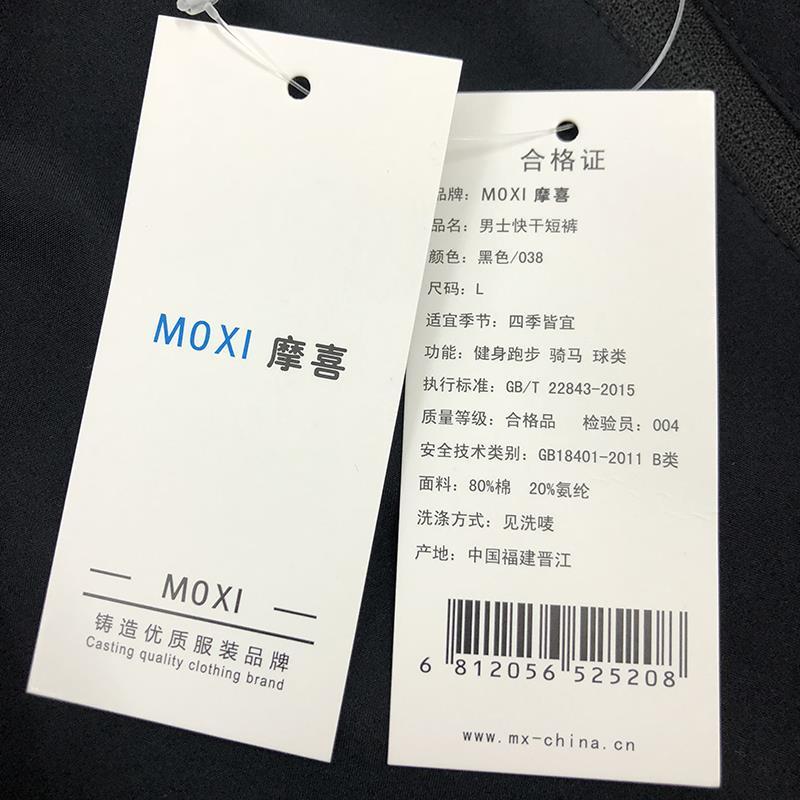 MOXI 摩喜
MOXI
铸造优质服装品牌
Casting quality clothing brand
合格证
品牌: MOXI 摩喜
品名: 男士快干短裤
颜色: 黑色/038
尺码: L
适宜季节: 四季皆宜
功能: 健身跑步 骑马 球类
执行标准: GB/T 22843-2015
质量等级: 合格品 检验员: 004
安全技术类别: GB18401-2011 B类
面料: 80%棉 20%氨纶
洗涤方式: 见洗唛
产地: 中国福建晋江
6 812056 525208
www.mx-china.cn